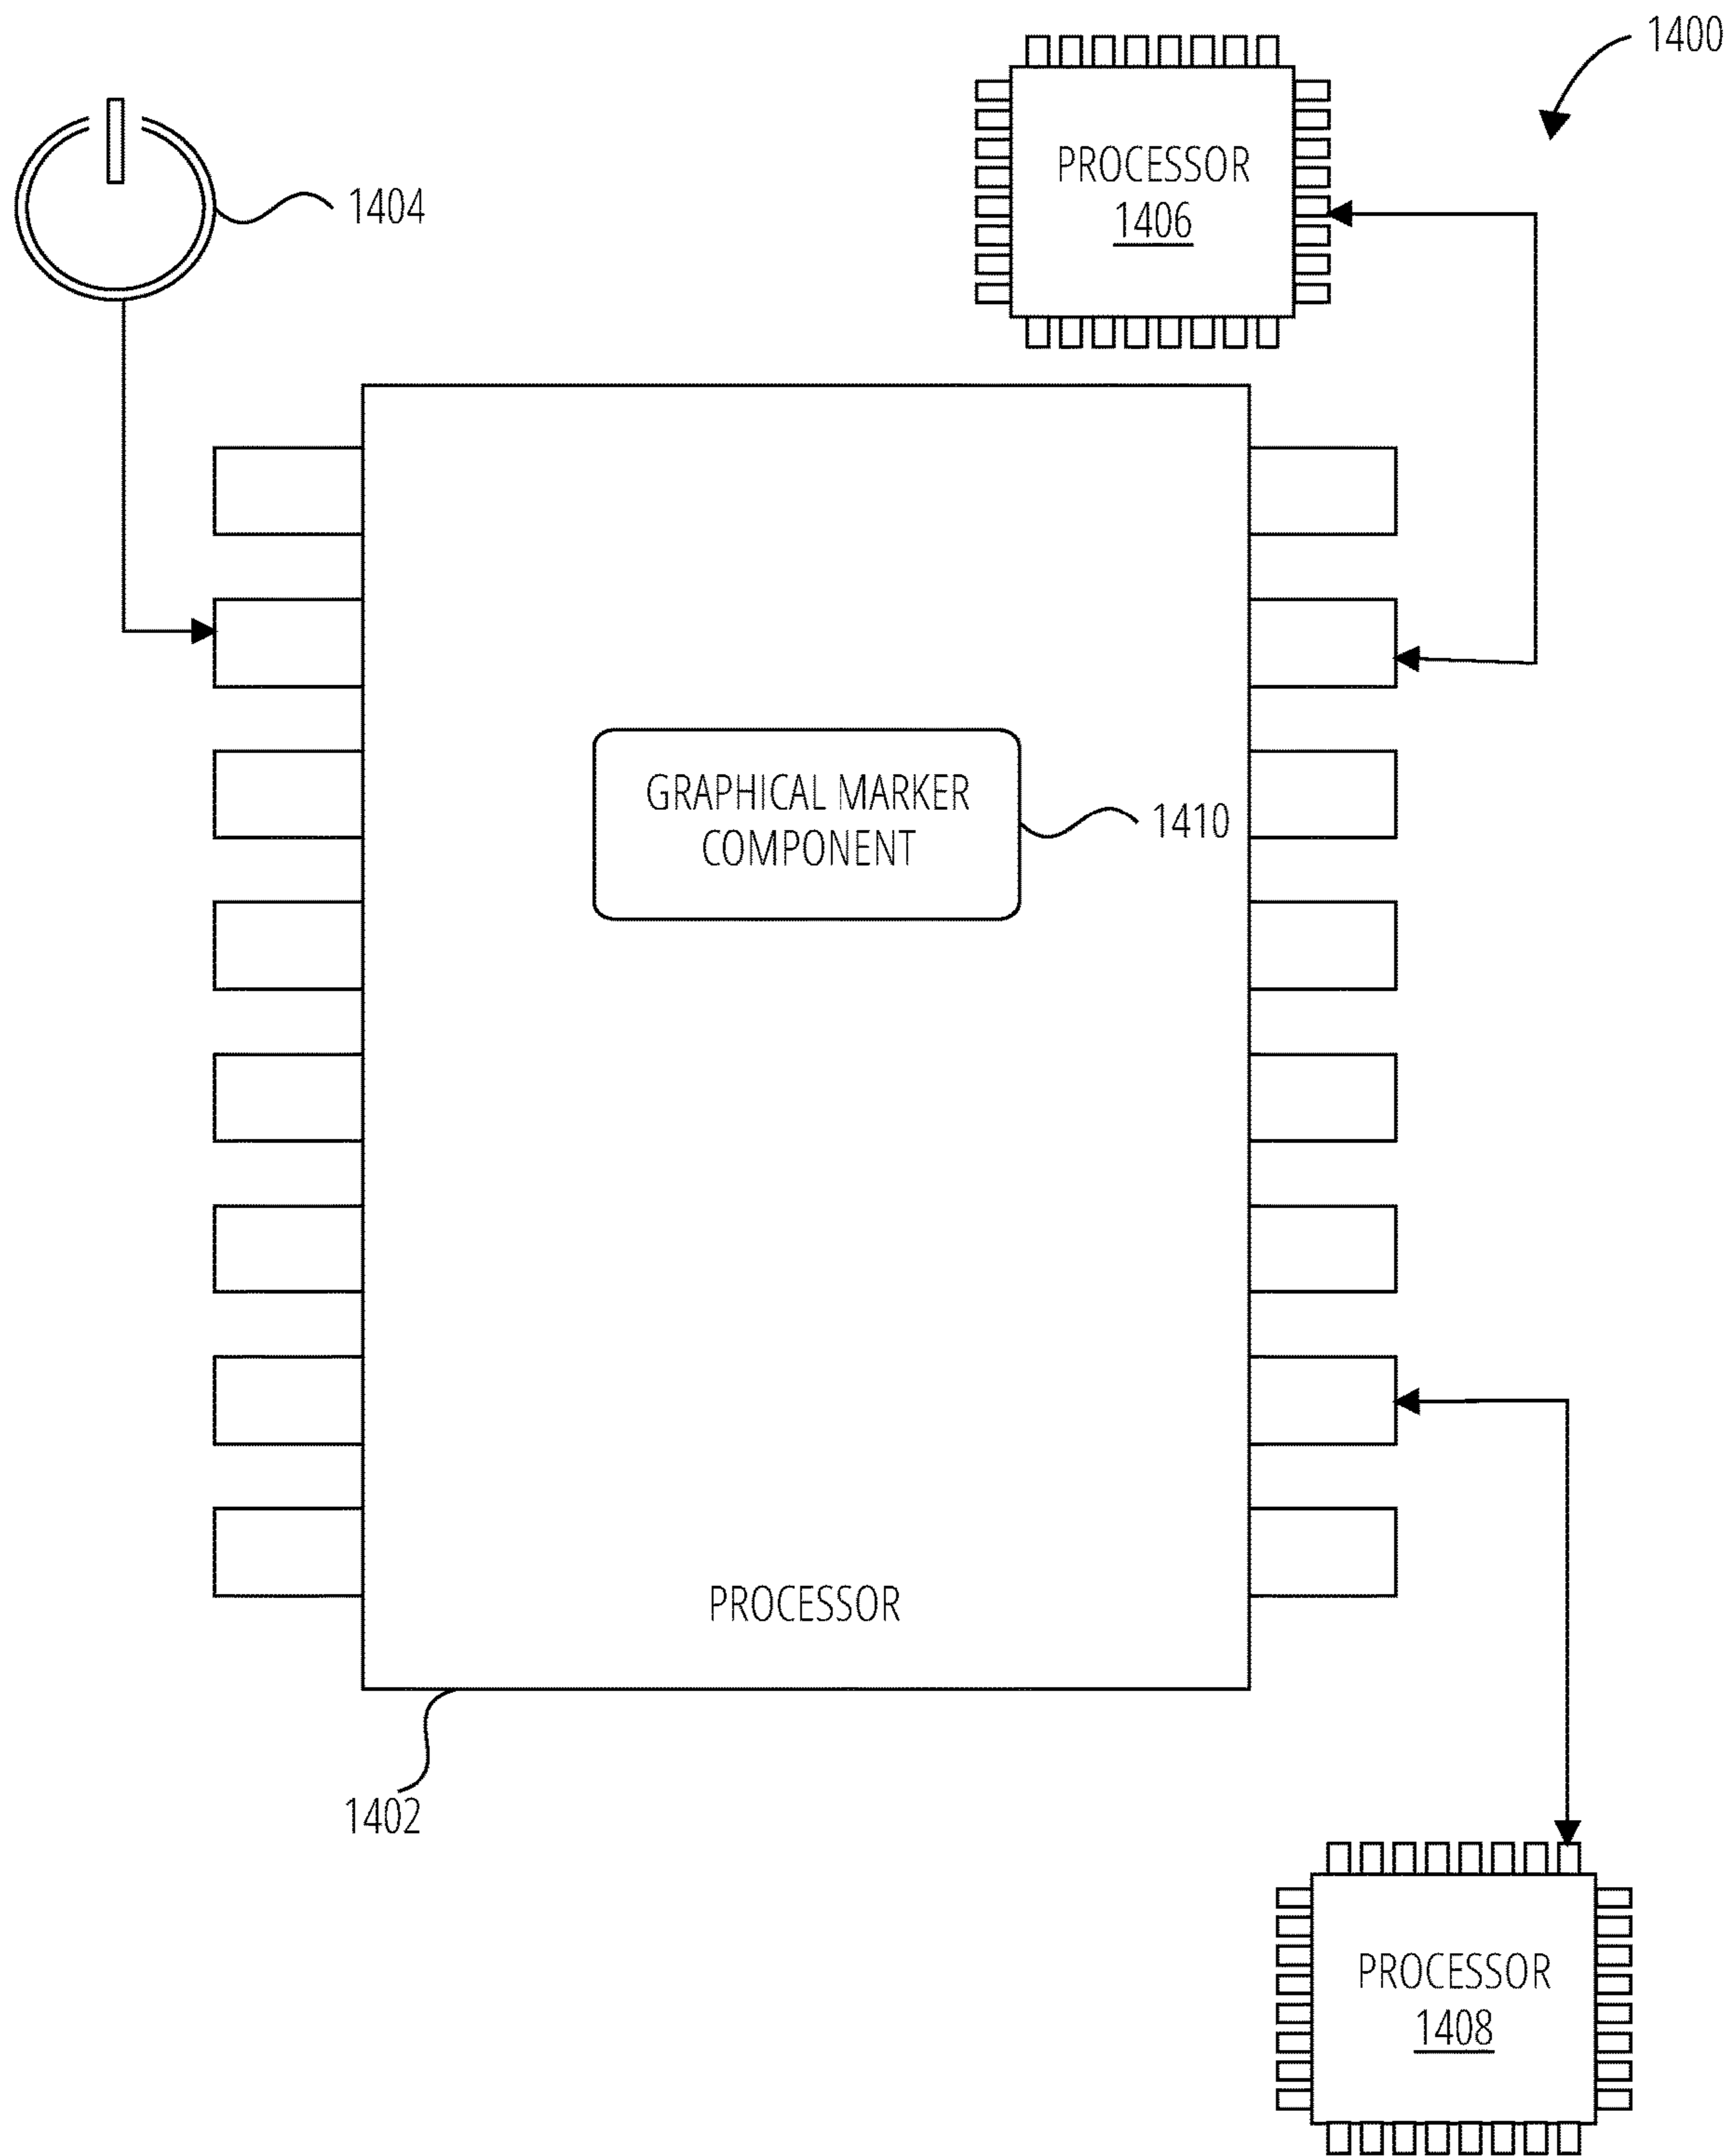 1400
PROCESSOR
1406
1404
GRAPHICAL MARKER
COMPONENT
1410
PROCESSOR
1402
PROCESSOR
1408